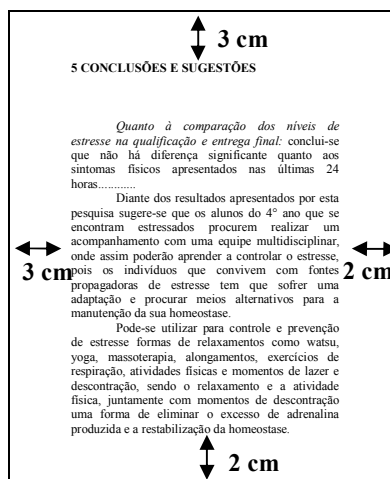 3 cm
5 CONCLUSÕES E SUGESTÕES
Quanto à comparação dos níveis de
estresse na qualificação e entrega final: conclui-se
que não há diferença significante quanto aos
sintomas físicos apresentados nas últimas 24
horas............
Diante dos resultados apresentados por esta
pesquisa sugere-se que os alunos do 4° ano que se
encontram estressados procurem realizar um
acompanhamento com uma equipe multidisciplinar,
onde assim poderão aprender a controlar o estresse,
3 cm
pois os indivíduos que convivem com fontes
2 cm
propagadoras de estresse tem que sofrer uma
adaptação e procurar meios alternativos para a
manutenção da sua homeostase.
Pode-se utilizar para controle e prevenção
de estresse formas de relaxamentos como watsu,
yoga, massoterapia, alongamentos, exercícios de
respiração, atividades físicas e momentos de lazer e
descontração, sendo o relaxamento e a atividade
física, juntamente com momentos de descontração
uma forma de eliminar o excesso de adrenalina
produzida e a restabilização da homeostase.
2 cm